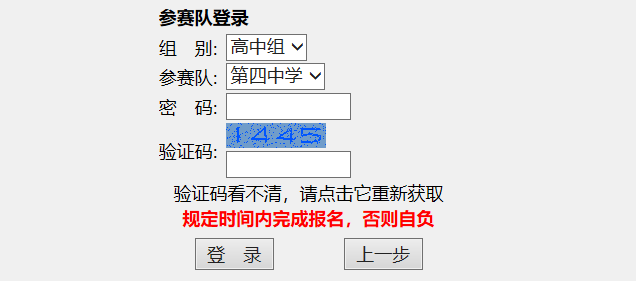 参赛队登录
组　别: 高中组
参赛队: 第四中学
密　码:
1445
验证码:
验证码看不清，请点击它重新获取
规定时间内完成报名，否则自负
登　录　上一步